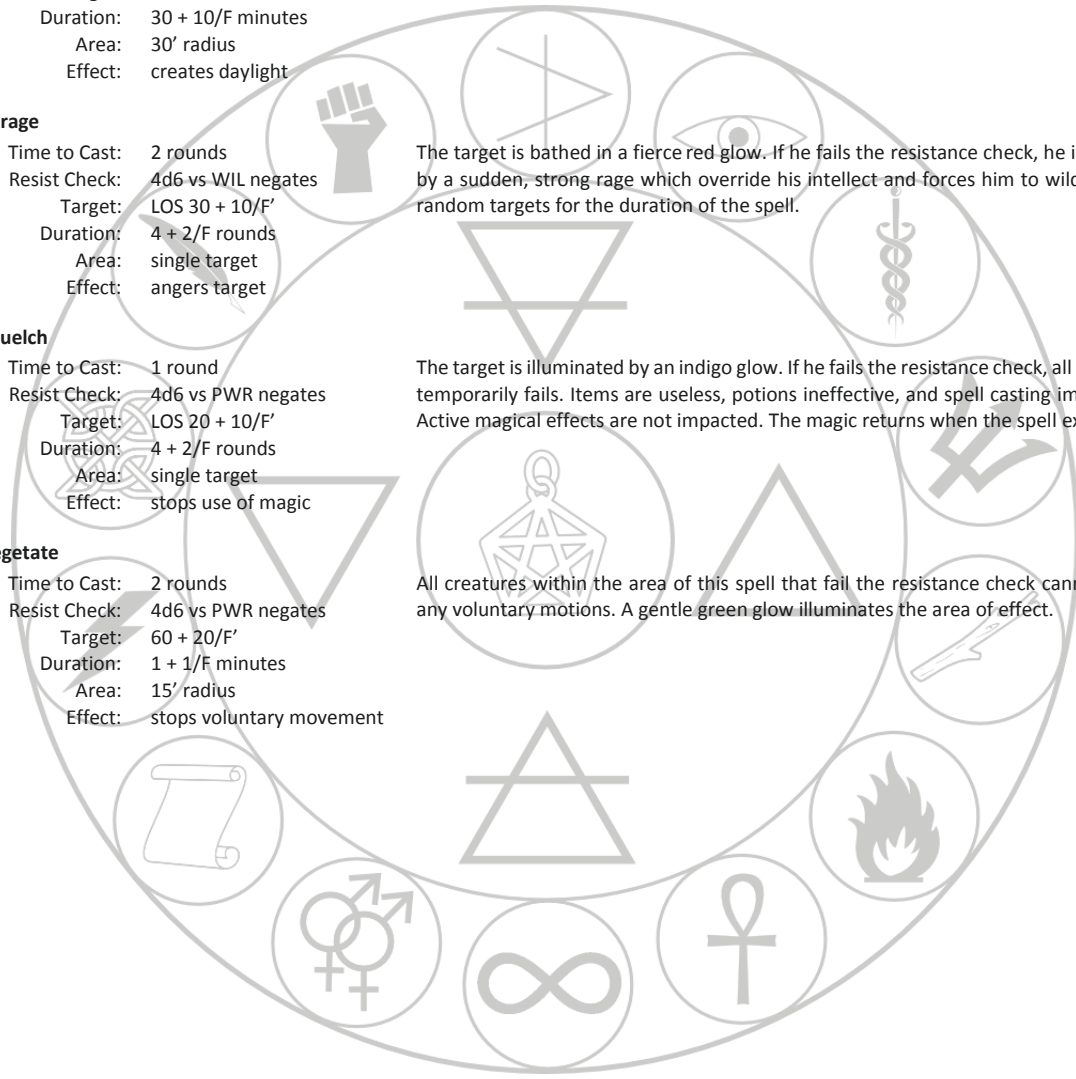 Duration: 30 + 10/F minutes
Area: 30’ radius
Effect: creates daylight
rage
Time to Cast: 2 rounds
Resist Check: 4d6 vs WIL negates
Target: LOS 30 + 10/F’
Duration: 4 + 2/F rounds
Area: single target
Effect: angers target
The target is bathed in a fierce red glow. If he fails the resistance check, he i
by a sudden, strong rage which override his intellect and forces him to wild
random targets for the duration of the spell.
uelch
Time to Cast: 1 round
Resist Check: 4d6 vs PWR negates
Target: LOS 20 + 10/F’
Duration: 4 + 2/F rounds
Area: single target
Effect: stops use of magic
The target is illuminated by an indigo glow. If he fails the resistance check, all
temporarily fails. Items are useless, potions ineffective, and spell casting im
Active magical effects are not impacted. The magic returns when the spell ex
egetate
Time to Cast: 2 rounds
Resist Check: 4d6 vs PWR negates
Target: 60 + 20/F’
Duration: 1 + 1/F minutes
Area: 15’ radius
Effect: stops voluntary movement
All creatures within the area of this spell that fail the resistance check cann
any voluntary motions. A gentle green glow illuminates the area of effect.